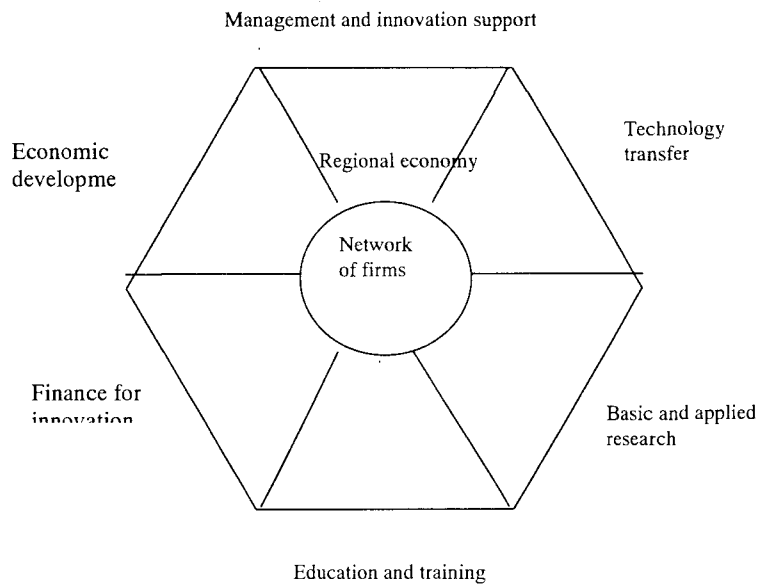 Management and innovation support
Technology
transfer
Economic
developme
Regional economy
Network
of firms
Finance for
innovation
Basic and applied
research
Education and training